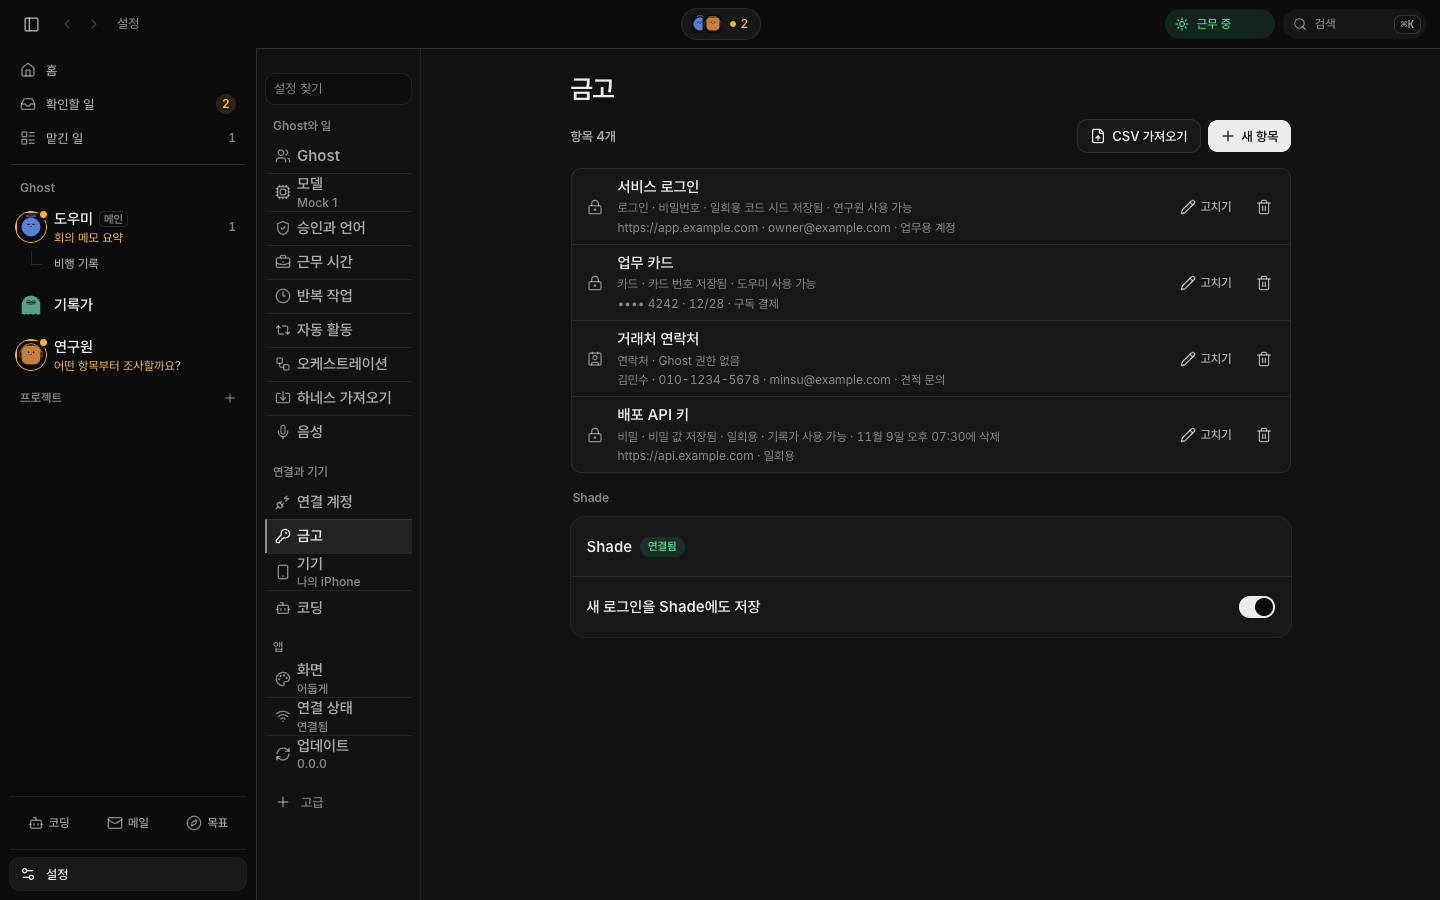 설정
2
근무 중
검색
⌘K
홈
확인할 일
2
맡긴 일
1
Ghost
도우미
메인
회의 메모 요약
1
비행 기록
기록가
연구원
어떤 항목부터 조사할까요?
프로젝트
코딩
메일
목표
설정
설정 찾기
Ghost와 일
Ghost
모델
Mock 1
승인과 언어
근무 시간
반복 작업
자동 활동
오케스트레이션
하네스 가져오기
음성
연결과 기기
연결 계정
금고
기기
나의 iPhone
코딩
앱
화면
어둡게
연결 상태
연결됨
업데이트
0.0.0
고급
금고
항목 4개
CSV 가져오기
새 항목
서비스 로그인
로그인 · 비밀번호 · 일회용 코드 시드 저장됨 · 연구원 사용 가능
https://app.example.com · owner@example.com · 업무용 계정
고치기
업무 카드
카드 · 카드 번호 저장됨 · 도우미 사용 가능
•••• 4242 · 12/28 · 구독 결제
고치기
거래처 연락처
연락처 · Ghost 권한 없음
김민수 · 010-1234-5678 · minsu@example.com · 견적 문의
고치기
배포 API 키
비밀 · 비밀 값 저장됨 · 일회용 · 기록가 사용 가능 · 11월 9일 오후 07:30에 삭제
https://api.example.com · 일회용
고치기
Shade
Shade
연결됨
새 로그인을 Shade에도 저장